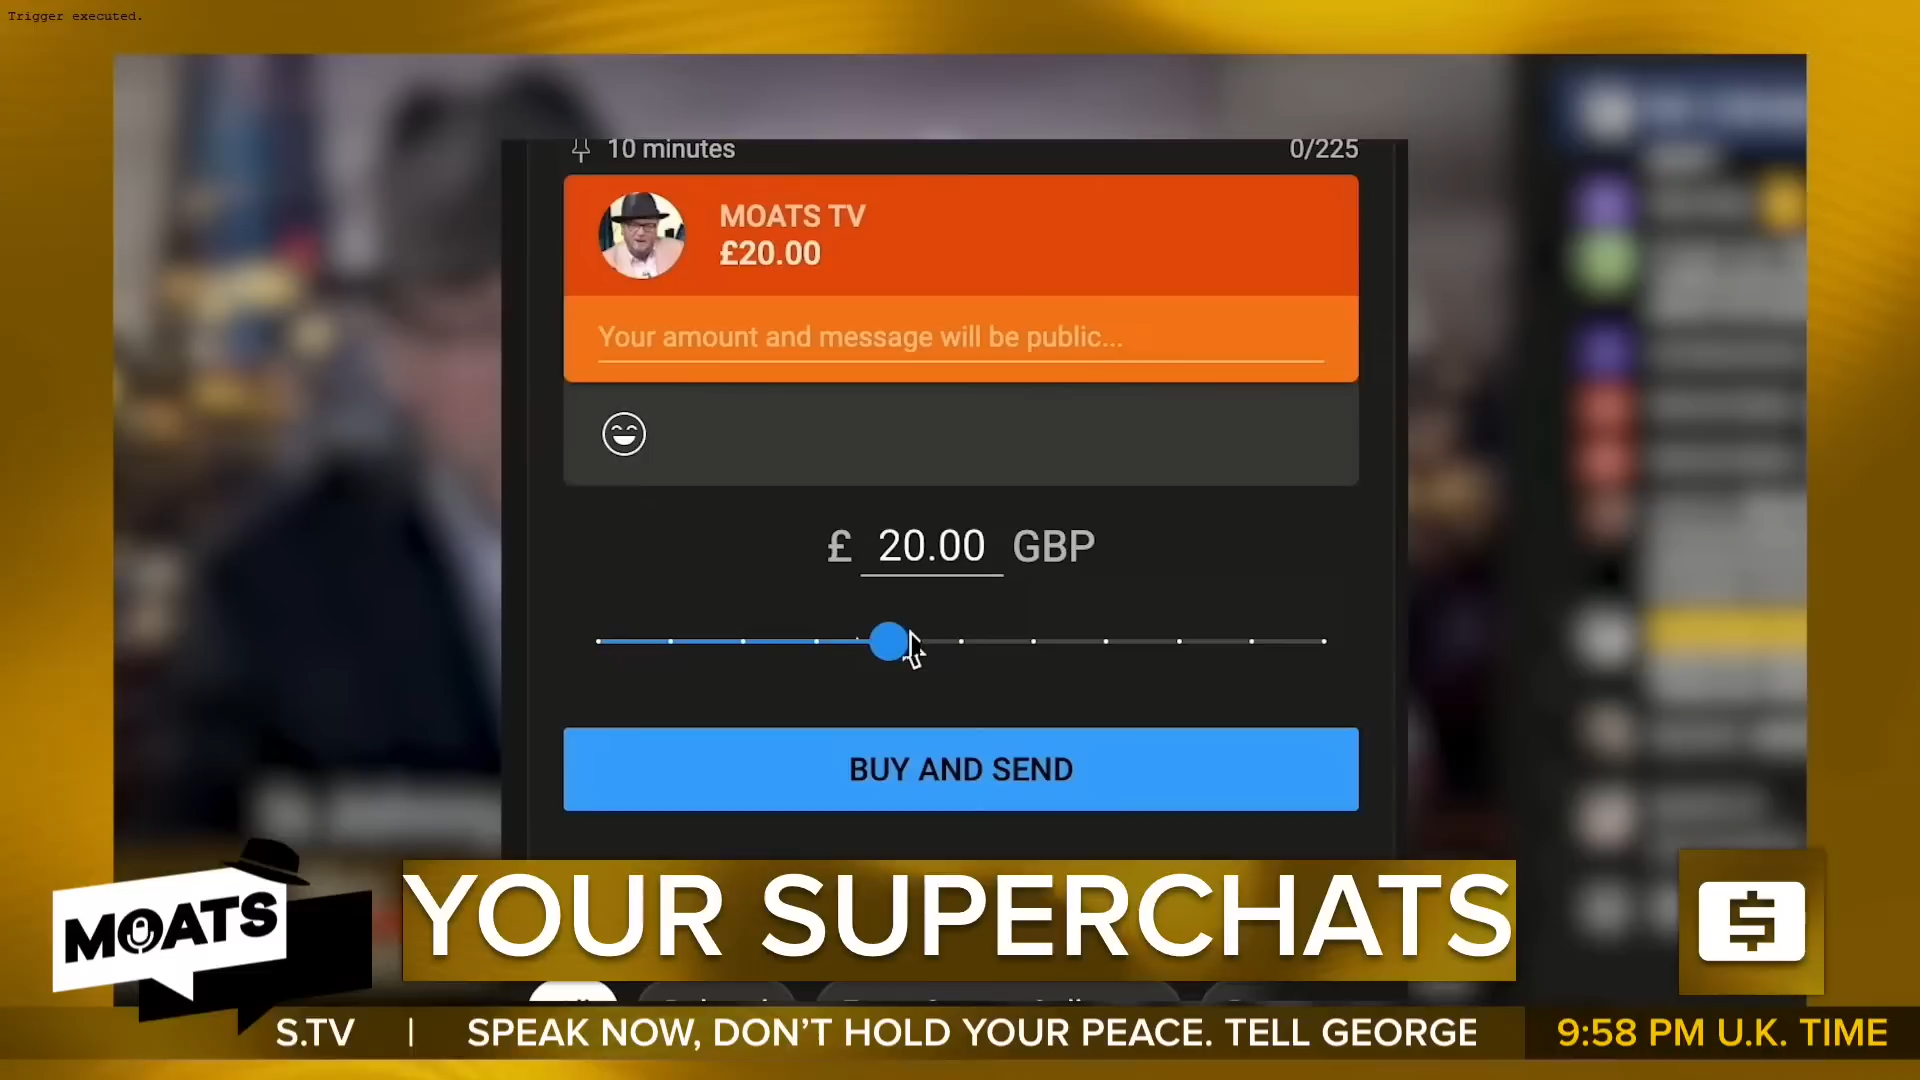 Trigger executed.
10 minutes
0/225
MOATS TV
£20.00
Your amount and message will be public...
£ 20.00 GBP
BUY AND SEND
MOATS
YOUR SUPERCHATS
S.TV | SPEAK NOW, DON’T HOLD YOUR PEACE. TELL GEORGE
9:58 PM U.K. TIME